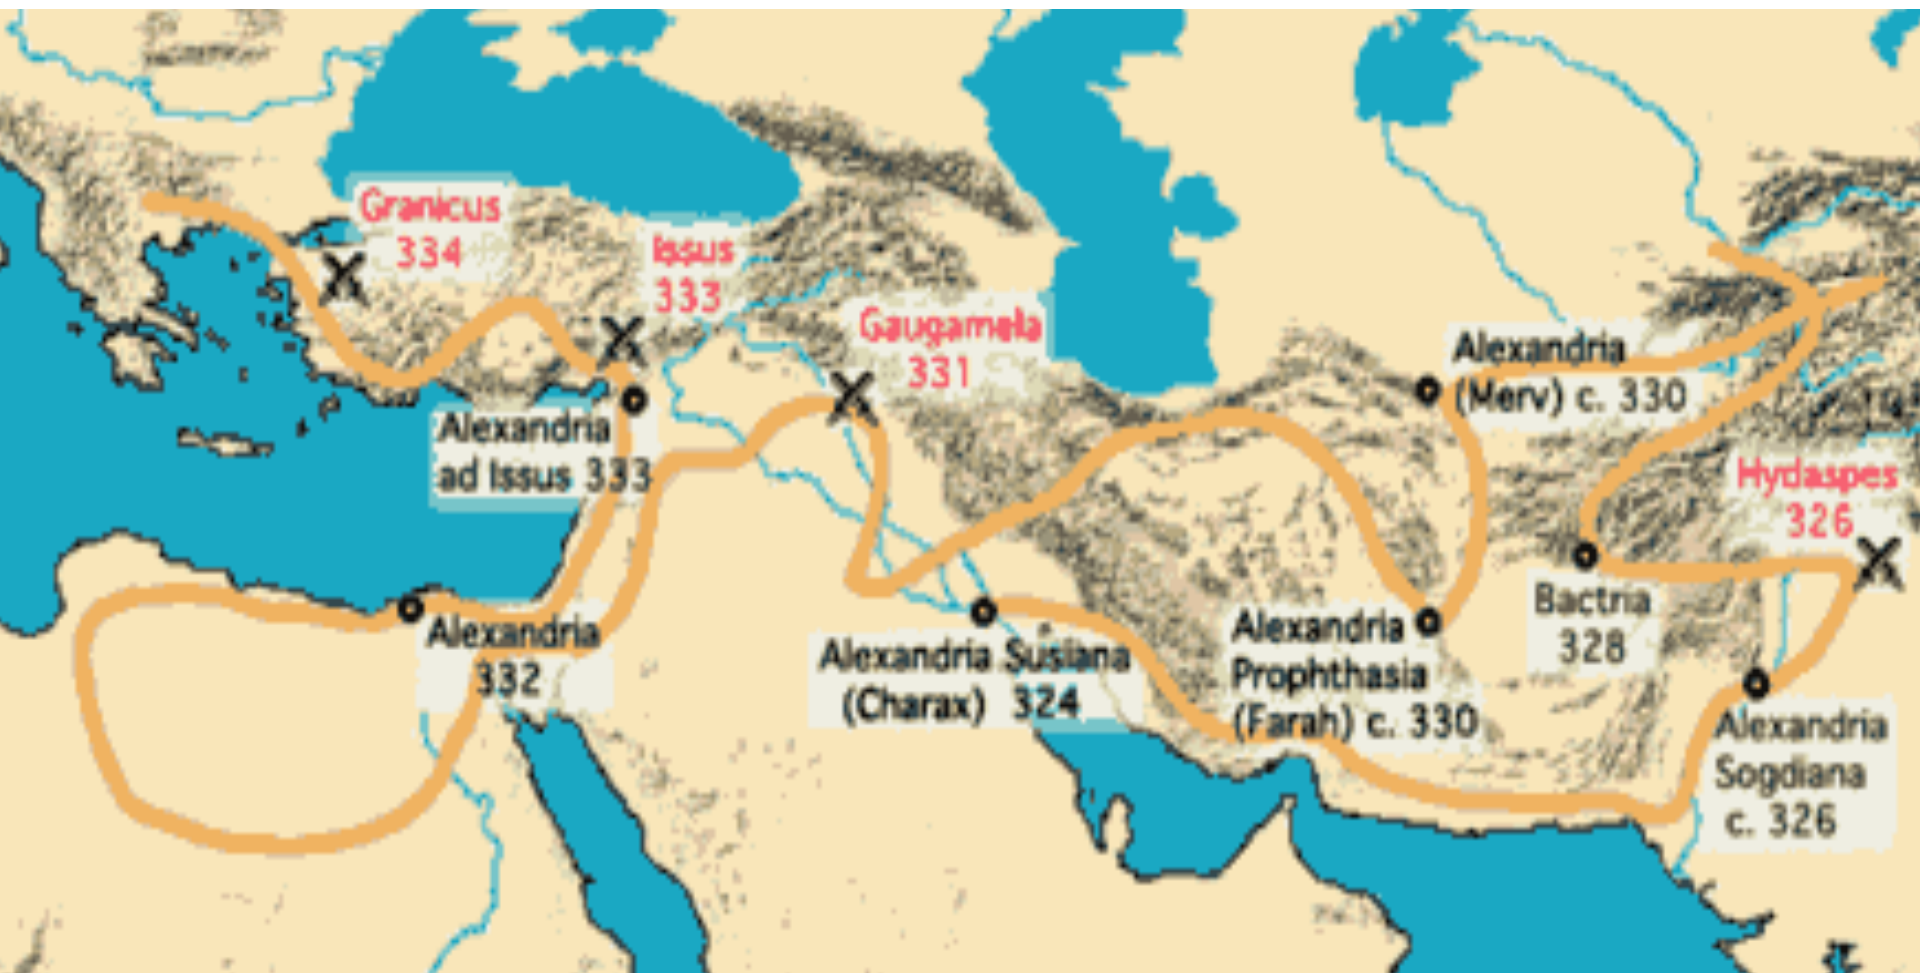 Granicus
334
Issus
333
Gaugamela
331
Alexandria
ad Issus 333
Alexandria
(Merv) c. 330
Hydaspes
326
Alexandria
332
Alexandria Susiana
(Charax) 324
Alexandria
Prophthasia
(Farah) c. 330
Bactria
328
Alexandria
Sogdiana
c. 326